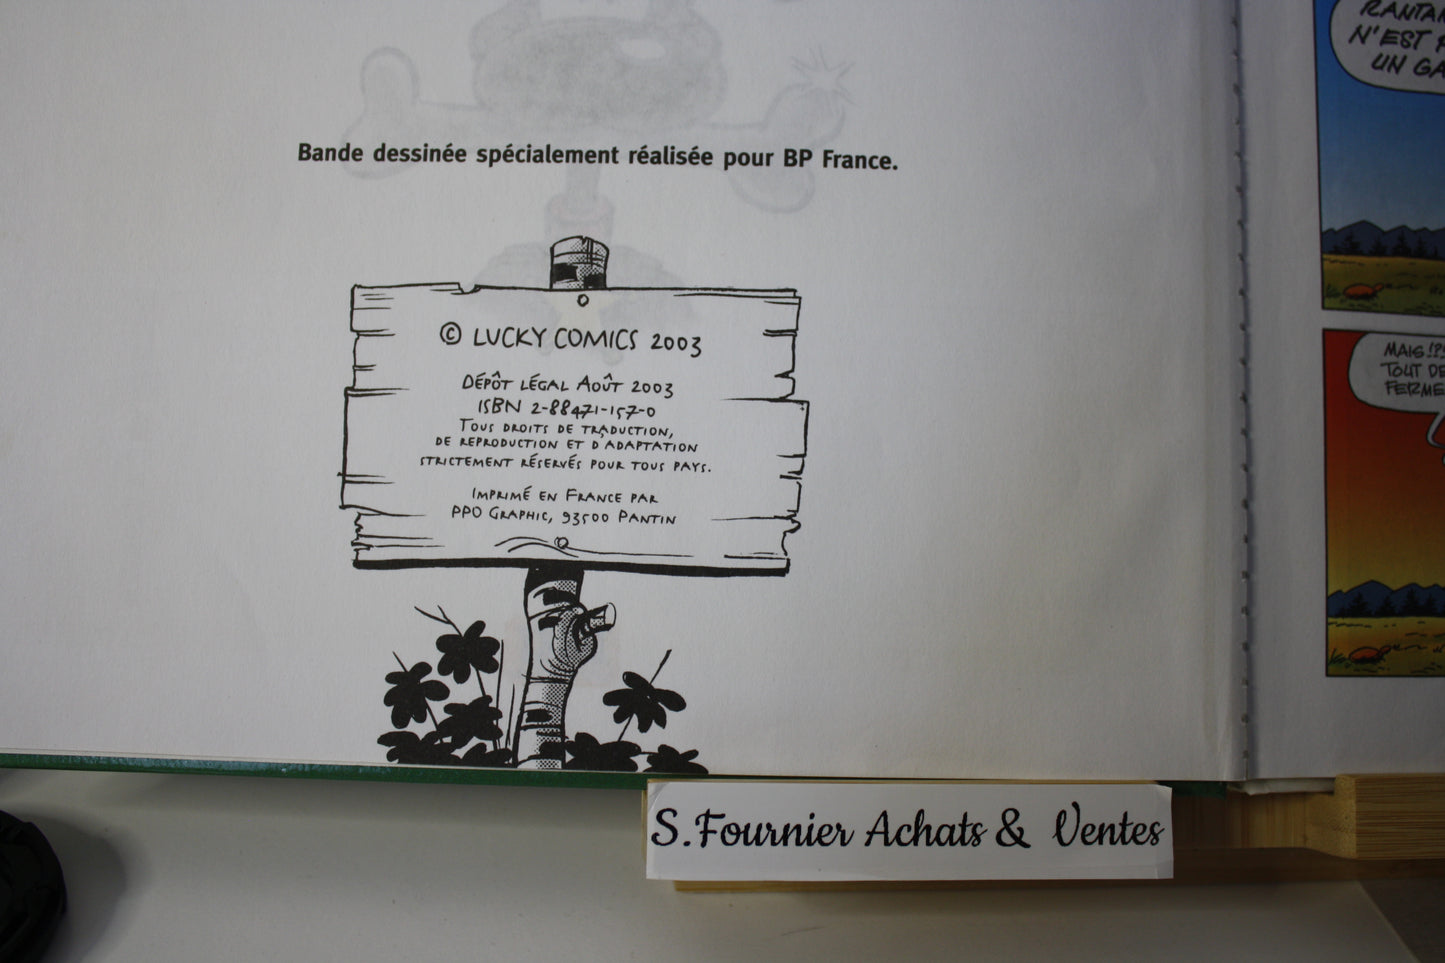 Bande dessinée spécialement réalisée pour BP France.
© LUCKY COMICS 2003
DÉPÔT LÉGAL AOÛT 2003
ISBN 2-88471-157-0
TOUS DROITS DE TRADUCTION,
DE REPRODUCTION ET D'ADAPTATION
STRICTEMENT RÉSERVÉS POUR TOUS PAYS.
IMPRIMÉ EN FRANCE PAR
PPO GRAPHIC, 93500 PANTIN
N'EST
UN
MAIS!?!
TOUT
S.Fournier Achats & Ventes